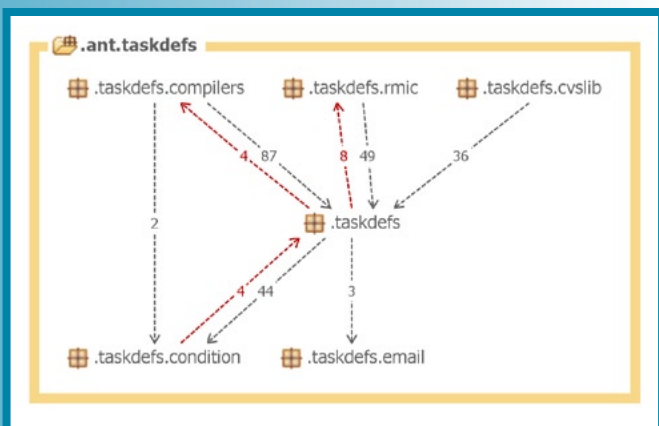 .ant.taskdefs
.taskdefs.compilers .taskdefs.rmic .taskdefs.cvslib
4 87 8 49 36
.taskdefs
2
4 44 3
.taskdefs.condition .taskdefs.email